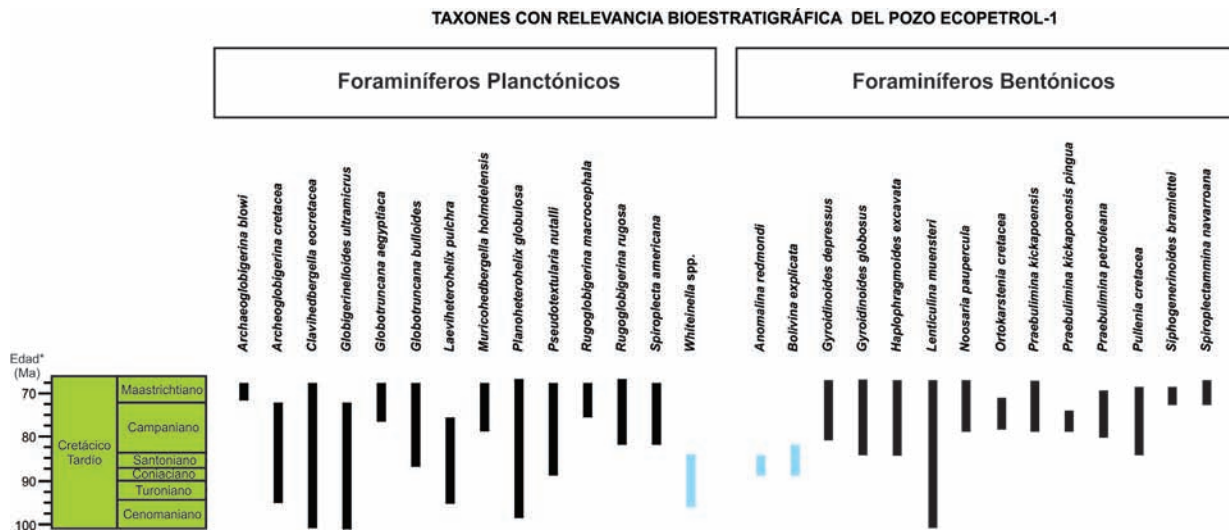 TAXONES CON RELEVANCIA BIOESTRATIGRÁFICA DEL POZO ECOPETROL-1
Foraminíferos Planctónicos
Foraminíferos Bentónicos
Archaeoglobigerina blowi
Archeoglobigerina cretacea
Clavihedbergella eocretacea
Globigerinelloides ultramicrus
Globotruncana aegyptiaca
Globotruncana bulloides
Laeviheterohelix pulchra
Muricohedbergella holmdelensis
Planoheterohelix globulosa
Pseudotextularia nutalli
Rugoglobigerina macrocephala
Rugoglobigerina rugosa
Spiroplecta americana
Whiteinella spp.
Anomalina redmondi
Bolivina explicata
Gyroidinoides depressus
Gyroidinoides globosus
Haplophragmoides excavata
Lenticulina muensteri
Noosaria paupercula
Ortokarstenia cretacea
Praebulimina kickapoensis
Praebulimina kickapoensis pingua
Praebulimina petroleana
Pullenia cretacea
Siphogenerinoides bramlettei
Spiroplectammina navarroana
Edad*
(Ma)
70
80
90
100
Cretácico
Tardío
Maastrichtiano
Campaniano
Santoniano
Coniaciano
Turoniano
Cenomaniano